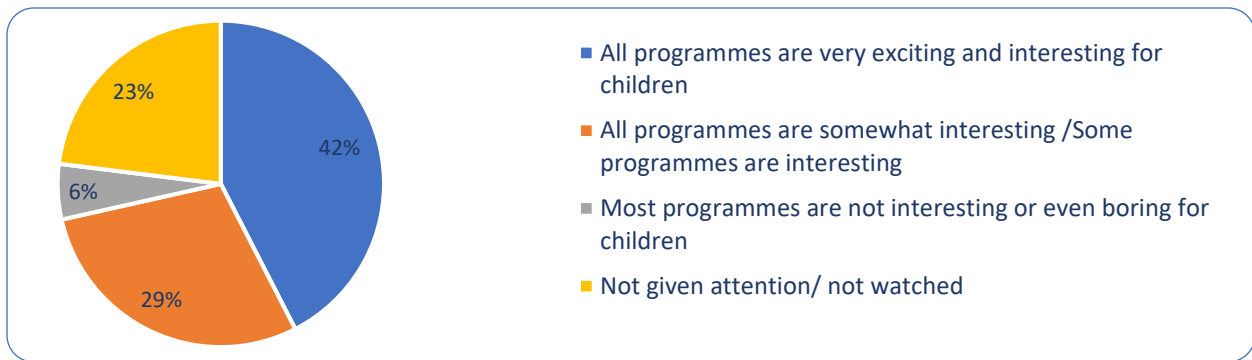 42%
29%
6%
23%
All programmes are very exciting and interesting for
children
All programmes are somewhat interesting /Some
programmes are interesting
Most programmes are not interesting or even boring for
children
Not given attention/ not watched